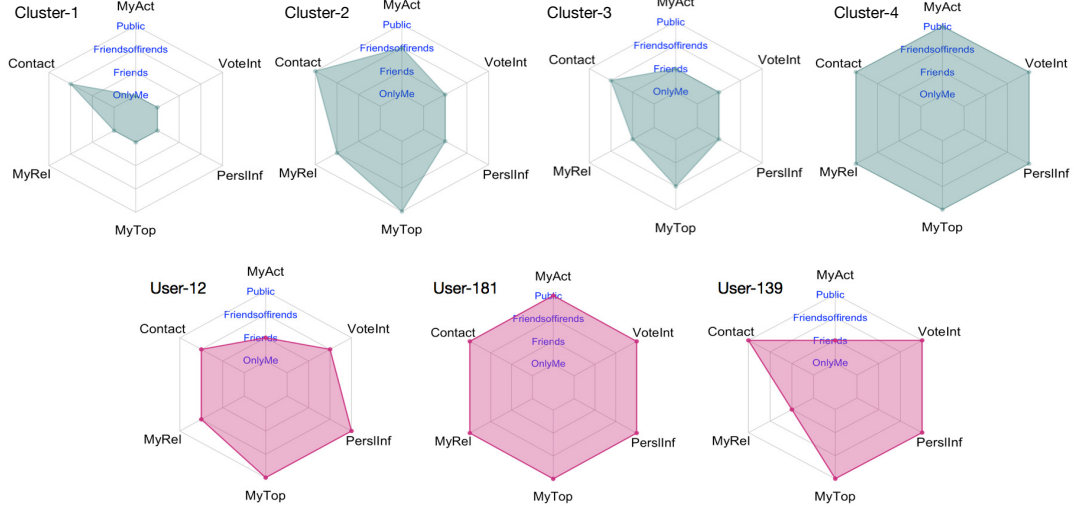 Cluster-1
MyAct
Public
Friendsoffirends
Friends
OnlyMe
Contact
VoteInt
MyRel
PerslInf
MyTop
Cluster-2
MyAct
Public
Friendsoffirends
Friends
OnlyMe
Contact
VoteInt
MyRel
PerslInf
MyTop
Cluster-3
MyAct
Public
Friendsoffirends
Friends
OnlyMe
Contact
VoteInt
MyRel
PerslInf
MyTop
Cluster-4
MyAct
Public
Friendsoffirends
Friends
OnlyMe
Contact
VoteInt
MyRel
PerslInf
MyTop
User-12
MyAct
Public
Friendsoffirends
Friends
OnlyMe
Contact
VoteInt
MyRel
PerslInf
MyTop
User-181
MyAct
Public
Friendsoffirends
Friends
OnlyMe
Contact
VoteInt
MyRel
PerslInf
MyTop
User-139
MyAct
Public
Friendsoffirends
Friends
OnlyMe
Contact
VoteInt
MyRel
PerslInf
MyTop